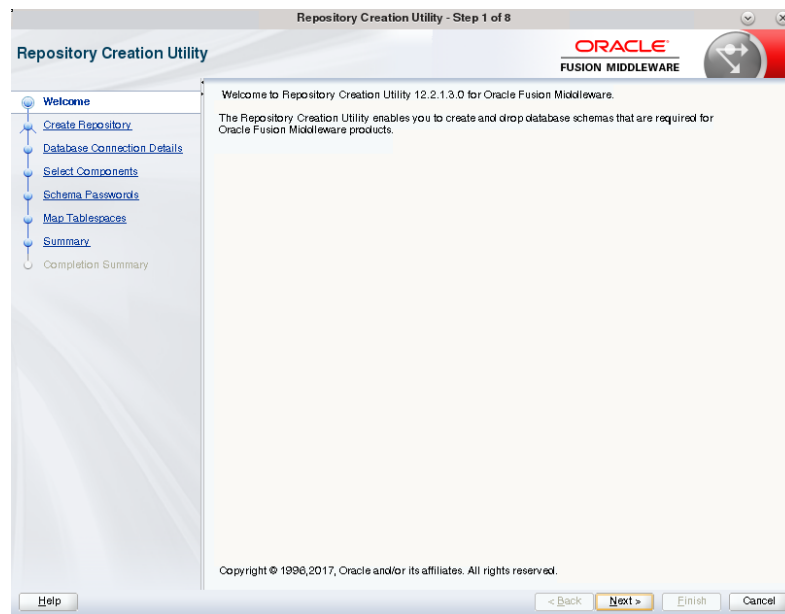 Repository Creation Utility - Step 1 of 8
Repository Creation Utility
ORACLE
FUSION MIDDLEWARE
Welcome
Create Repository
Database Connection Details
Select Components
Schema Passwords
Map Tablespaces
Summary
Completion Summary
Welcome to Repository Creation Utility 12.2.1.3.0 for Oracle Fusion Middleware.
The Repository Creation Utility enables you to create and drop database schemas that are required for
Oracle Fusion Middleware products.
Copyright © 1996,2017, Oracle and/or its affiliates. All rights reserved.
Help
< Back
Next >
Finish
Cancel